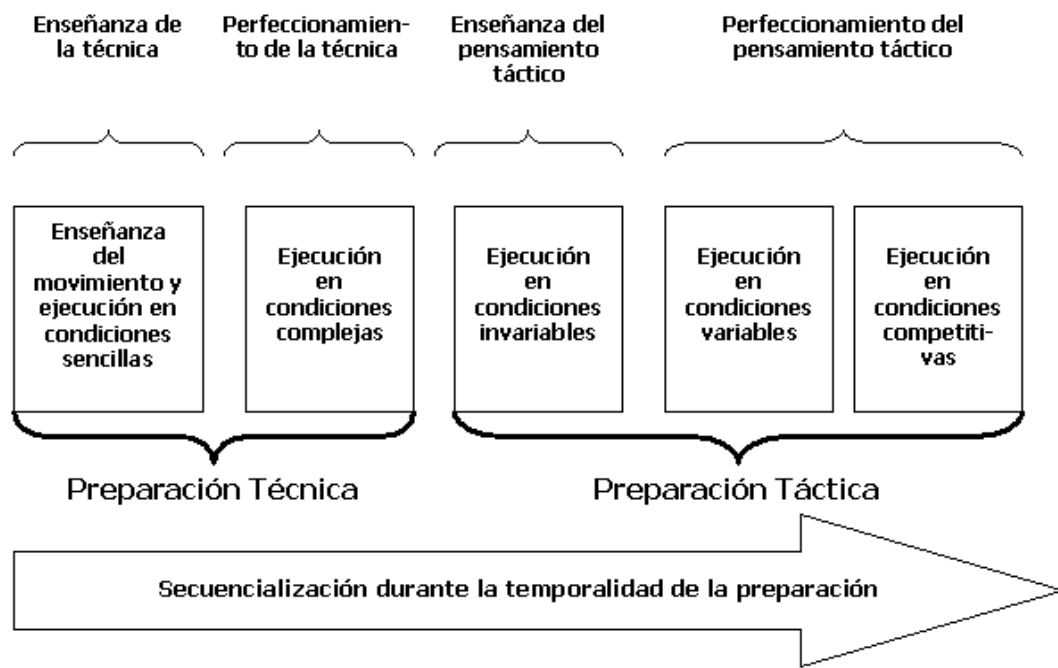 Enseñanza de
la técnica
Perfeccionamien-
to de la técnica
Enseñanza del
pensamiento
táctico
Perfeccionamiento del
pensamiento táctico
Enseñanza
del
movimiento y
ejecución en
condiciones
sencillas
Ejecución
en
condiciones
complejas
Ejecución
en
condiciones
invariables
Ejecución
en
condiciones
variables
Ejecución
en
condiciones
competiti-
vas
Preparación Técnica
Preparación Táctica
Secuencialización durante la temporalidad de la preparación